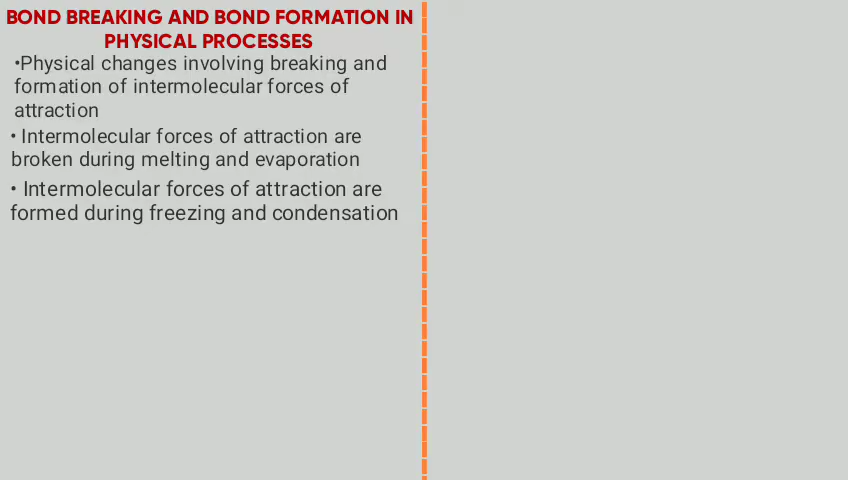 BOND BREAKING AND BOND FORMATION IN
PHYSICAL PROCESSES
•Physical changes involving breaking and
formation of intermolecular forces of
attraction
• Intermolecular forces of attraction are
broken during melting and evaporation
• Intermolecular forces of attraction are
formed during freezing and condensation